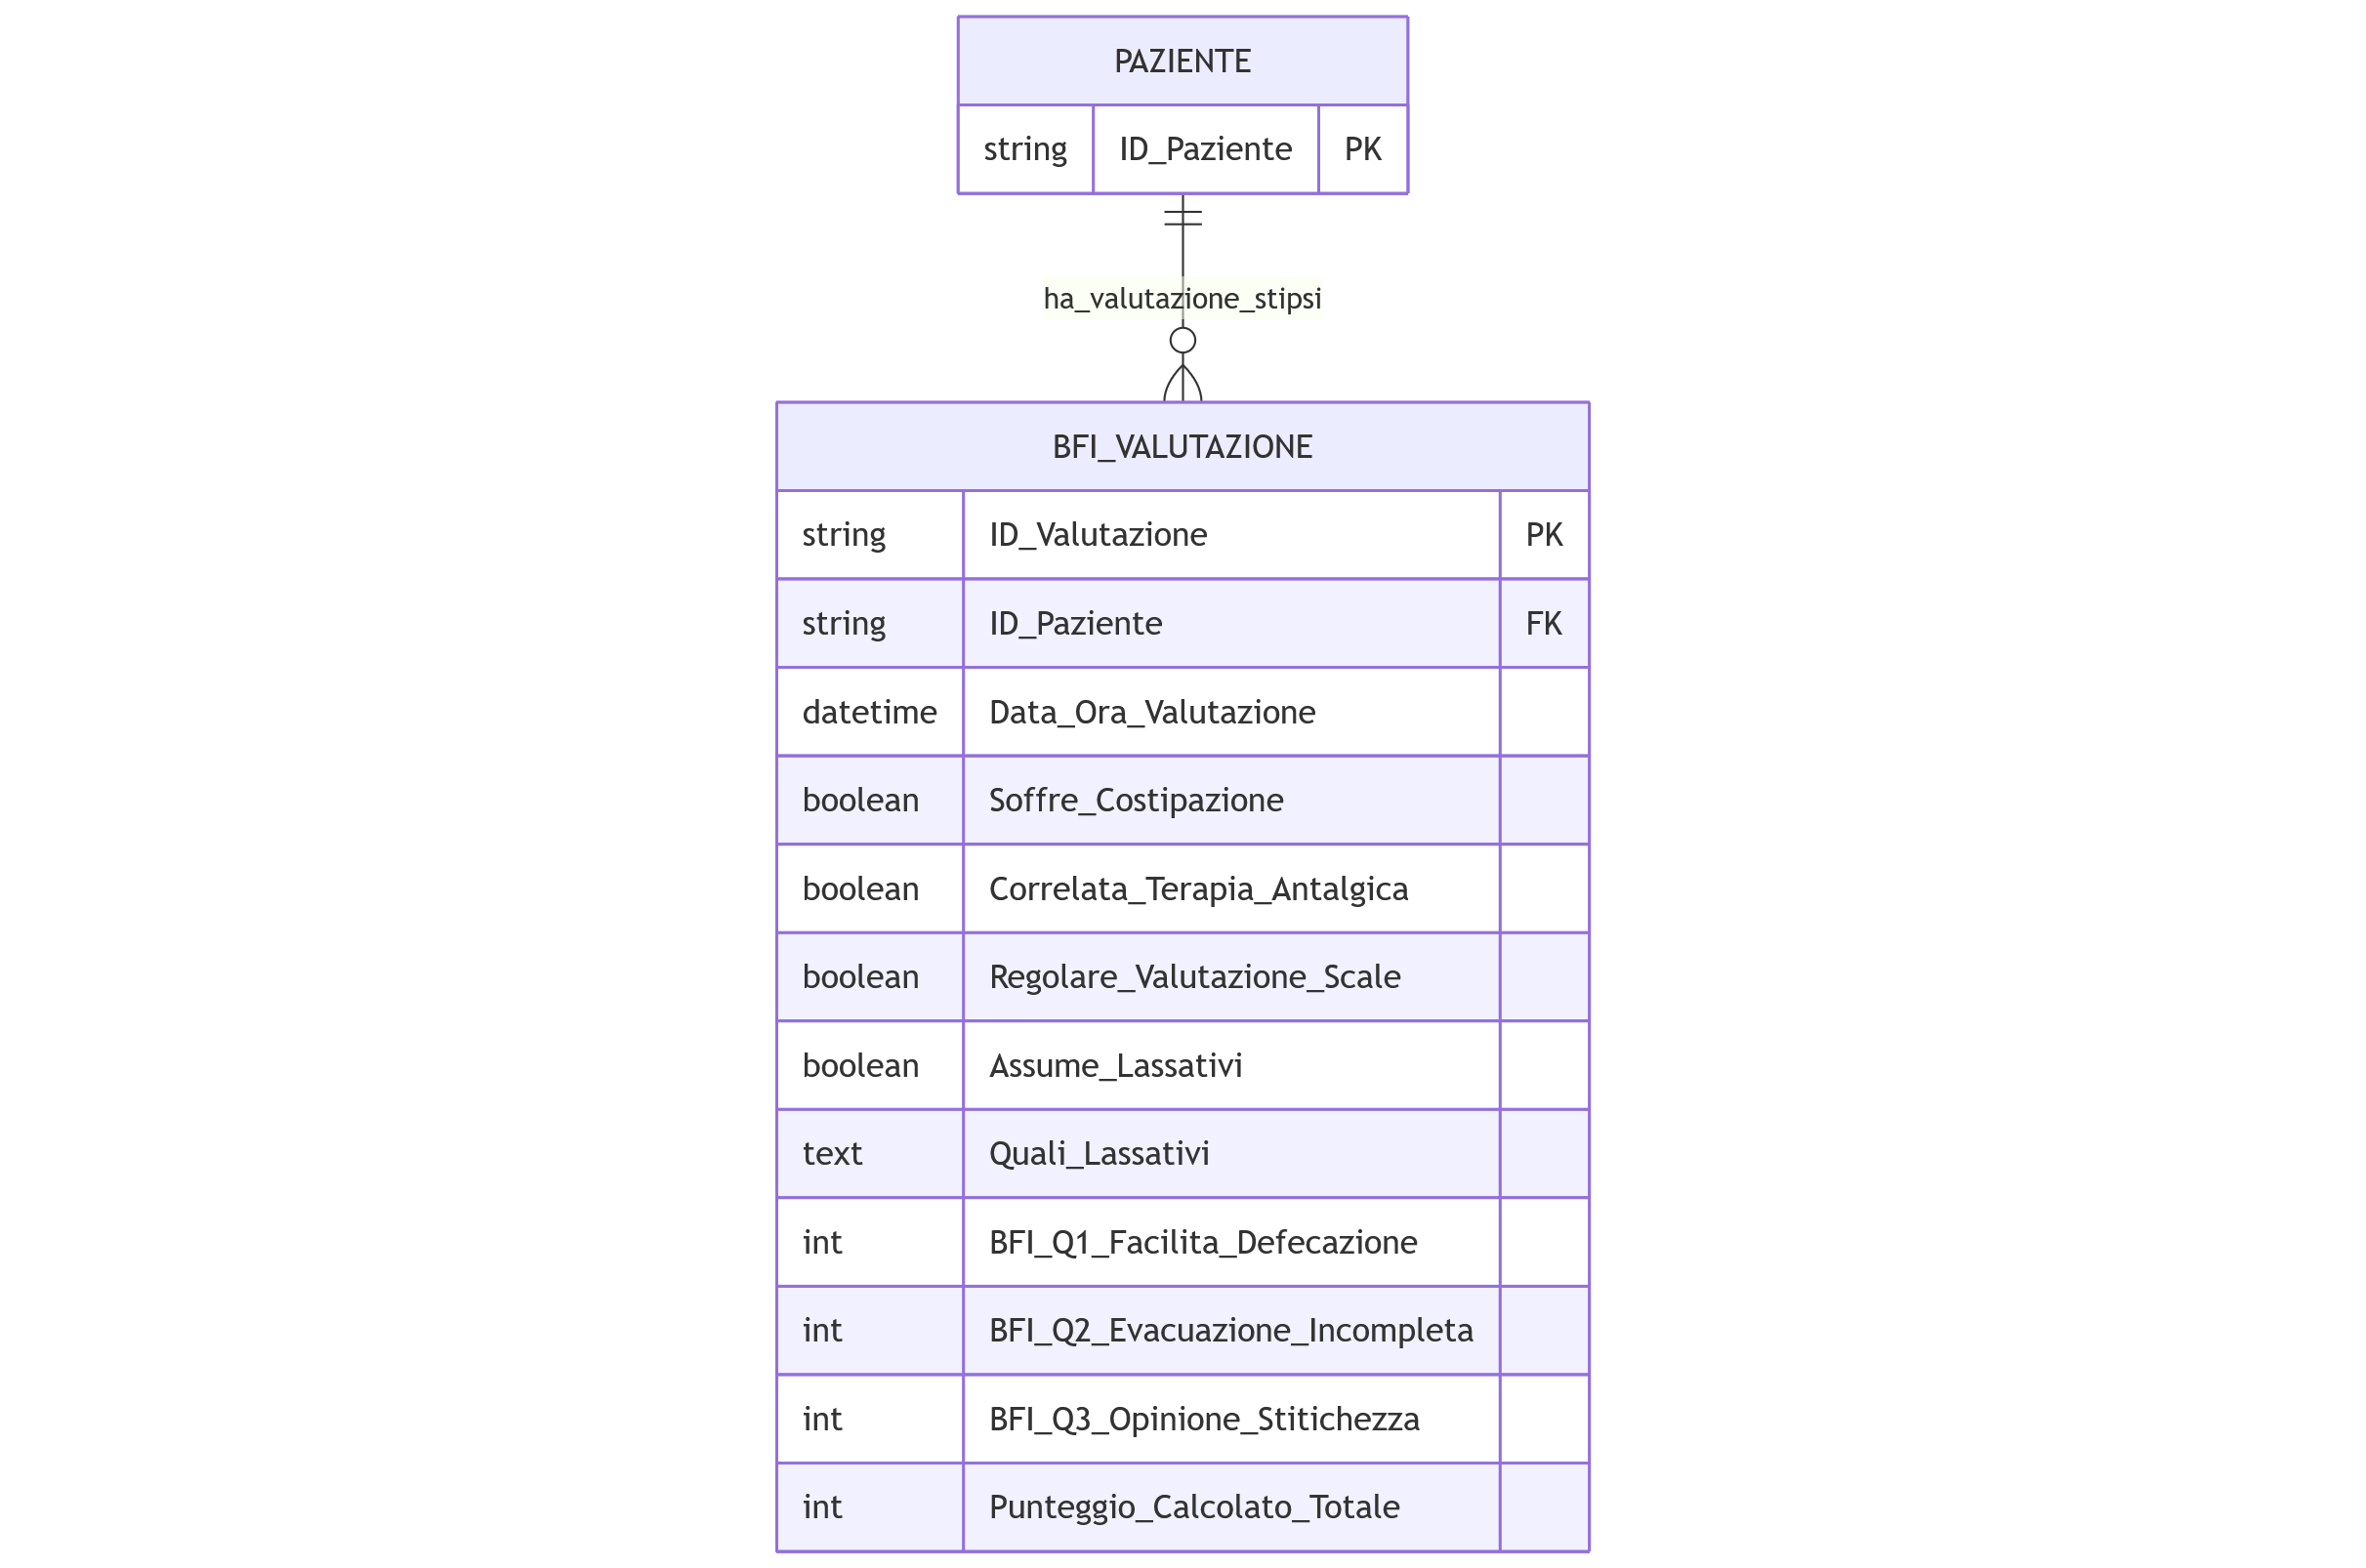 PAZIENTE
string ID_Paziente PK
ha_valutazione_stipsi
BFI_VALUTAZIONE
string ID_Valutazione PK
string ID_Paziente FK
datetime Data_Ora_Valutazione
boolean Soffre_Costipazione
boolean Correlata_Terapia_Antalgica
boolean Regolare_Valutazione_Scale
boolean Assume_Lassativi
text Quali_Lassativi
int BFI_Q1_Facilita_Defecazione
int BFI_Q2_Evacuazione_Incompleta
int BFI_Q3_Opinione_Stitichezza
int Punteggio_Calcolato_Totale